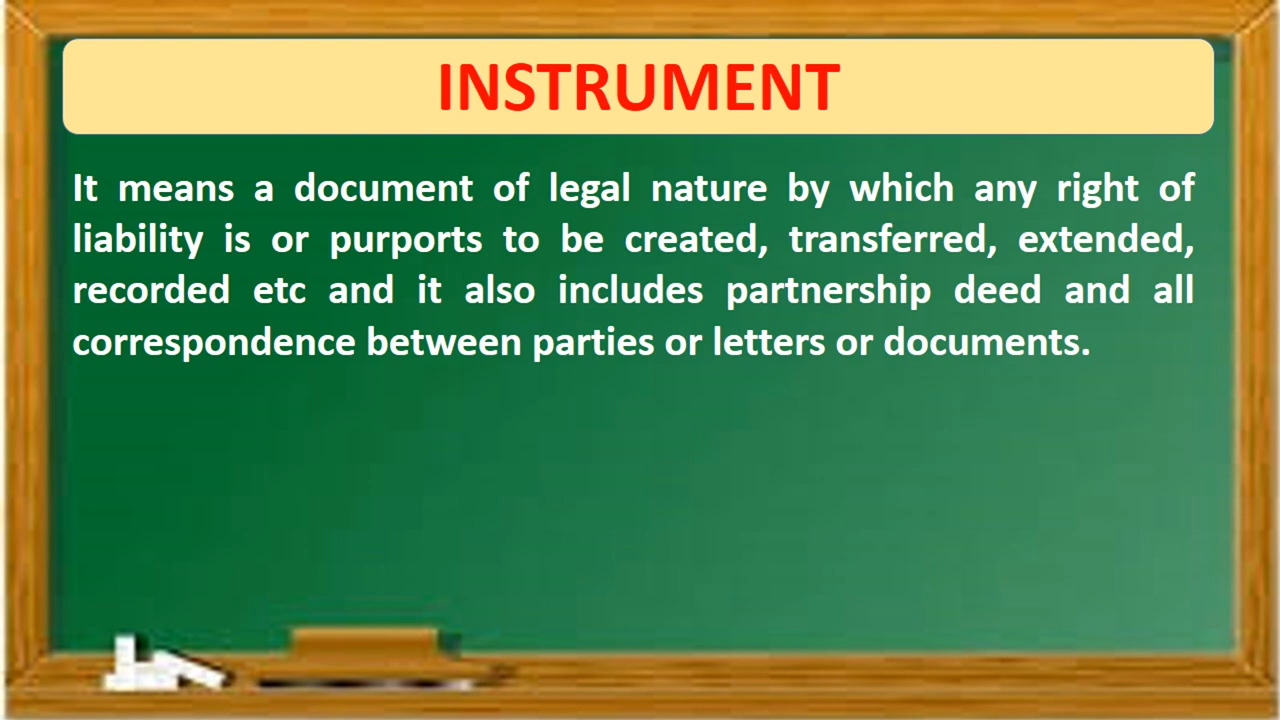 INSTRUMENT
It means a document of legal nature by which any right of
liability is or purports to be created, transferred, extended,
recorded etc and it also includes partnership deed and all
correspondence between parties or letters or documents.